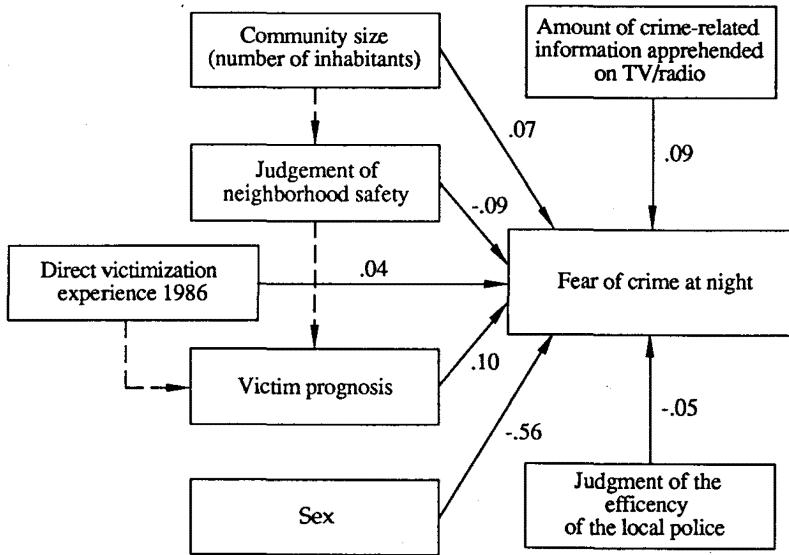 Community size
(number of inhabitants)
Amount of crime-related
information apprehended
on TV/radio
.07
.09
Judgement of
neighborhood safety
-.09
Direct victimization
experience 1986
.04
Fear of crime at night
Victim prognosis
.10
-.56
-.05
Sex
Judgment of the
efficency
of the local police